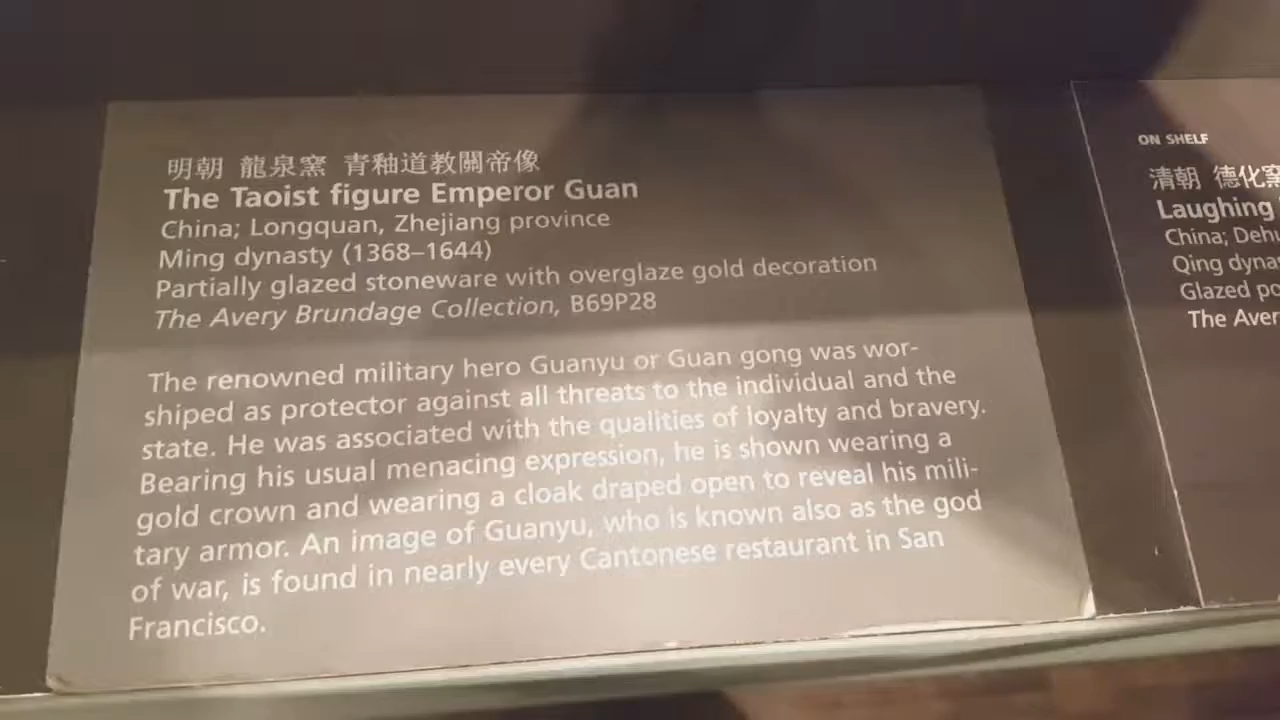 明朝 龍泉窯 青釉道教關帝像
The Taoist figure Emperor Guan
China; Longquan, Zhejiang province
Ming dynasty (1368–1644)
Partially glazed stoneware with overglaze gold decoration
The Avery Brundage Collection, B69P28
The renowned military hero Guanyu or Guan gong was wor-
shiped as protector against all threats to the individual and the
state. He was associated with the qualities of loyalty and bravery.
Bearing his usual menacing expression, he is shown wearing a
gold crown and wearing a cloak draped open to reveal his mili-
tary armor. An image of Guanyu, who is known also as the god
of war, is found in nearly every Cantonese restaurant in San
Francisco.
ON SHELF
清朝 德化
Laughing
China;
Qing
Glazed
The